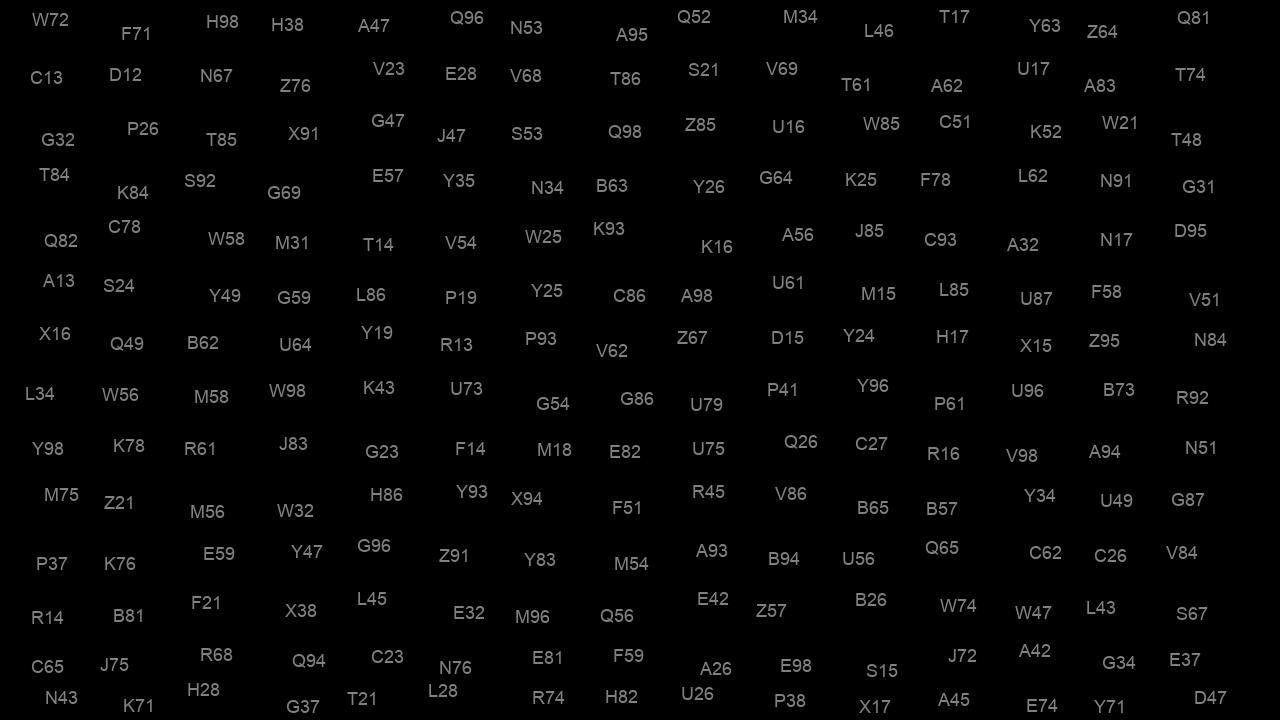 W72 F71 H98 H38 A47 Q96 N53 A95 Q52 M34 L46 T17 Y63 Z64 Q81
C13 D12 N67 Z76 V23 E28 V68 T86 S21 V69 T61 A62 U17 A83 T74
G32 P26 T85 X91 G47 J47 S53 Q98 Z85 U16 W85 C51 K52 W21 T48
T84 K84 S92 G69 E57 Y35 N34 B63 Y26 G64 K25 F78 L62 N91 G31
Q82 C78 W58 M31 T14 V54 W25 K93 K16 A56 J85 C93 A32 N17 D95
A13 S24 Y49 G59 L86 P19 Y25 C86 A98 U61 M15 L85 U87 F58 V51
X16 Q49 B62 U64 Y19 R13 P93 V62 Z67 D15 Y24 H17 X15 Z95 N84
L34 W56 M58 W98 K43 U73 G54 G86 U79 P41 Y96 P61 U96 B73 R92
Y98 K78 R61 J83 G23 F14 M18 E82 U75 Q26 C27 R16 V98 A94 N51
M75 Z21 M56 W32 H86 Y93 X94 F51 R45 V86 B65 B57 Y34 U49 G87
P37 K76 E59 Y47 G96 Z91 Y83 M54 A93 B94 U56 Q65 C62 C26 V84
R14 B81 F21 X38 L45 E32 M96 Q56 E42 Z57 B26 W74 W47 L43 S67
C65 J75 R68 Q94 C23 N76 E81 F59 A26 E98 S15 J72 A42 G34 E37
N43 K71 H28 G37 T21 L28 R74 H82 U26 P38 X17 A45 E74 Y71 D47